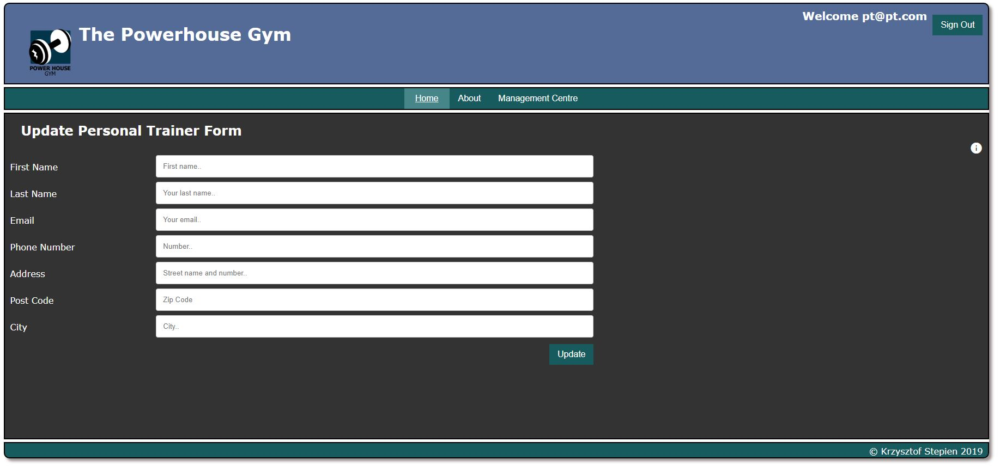 Welcome pt@pt.com
Sign Out
The Powerhouse Gym
POWER HOUSE
GYM
Home About Management Centre
Update Personal Trainer Form
i
First Name First name..
Last Name Your last name..
Email Your email..
Phone Number Number..
Address Street name and number..
Post Code Zip Code
City City..
Update
© Krzysztof Stepien 2019